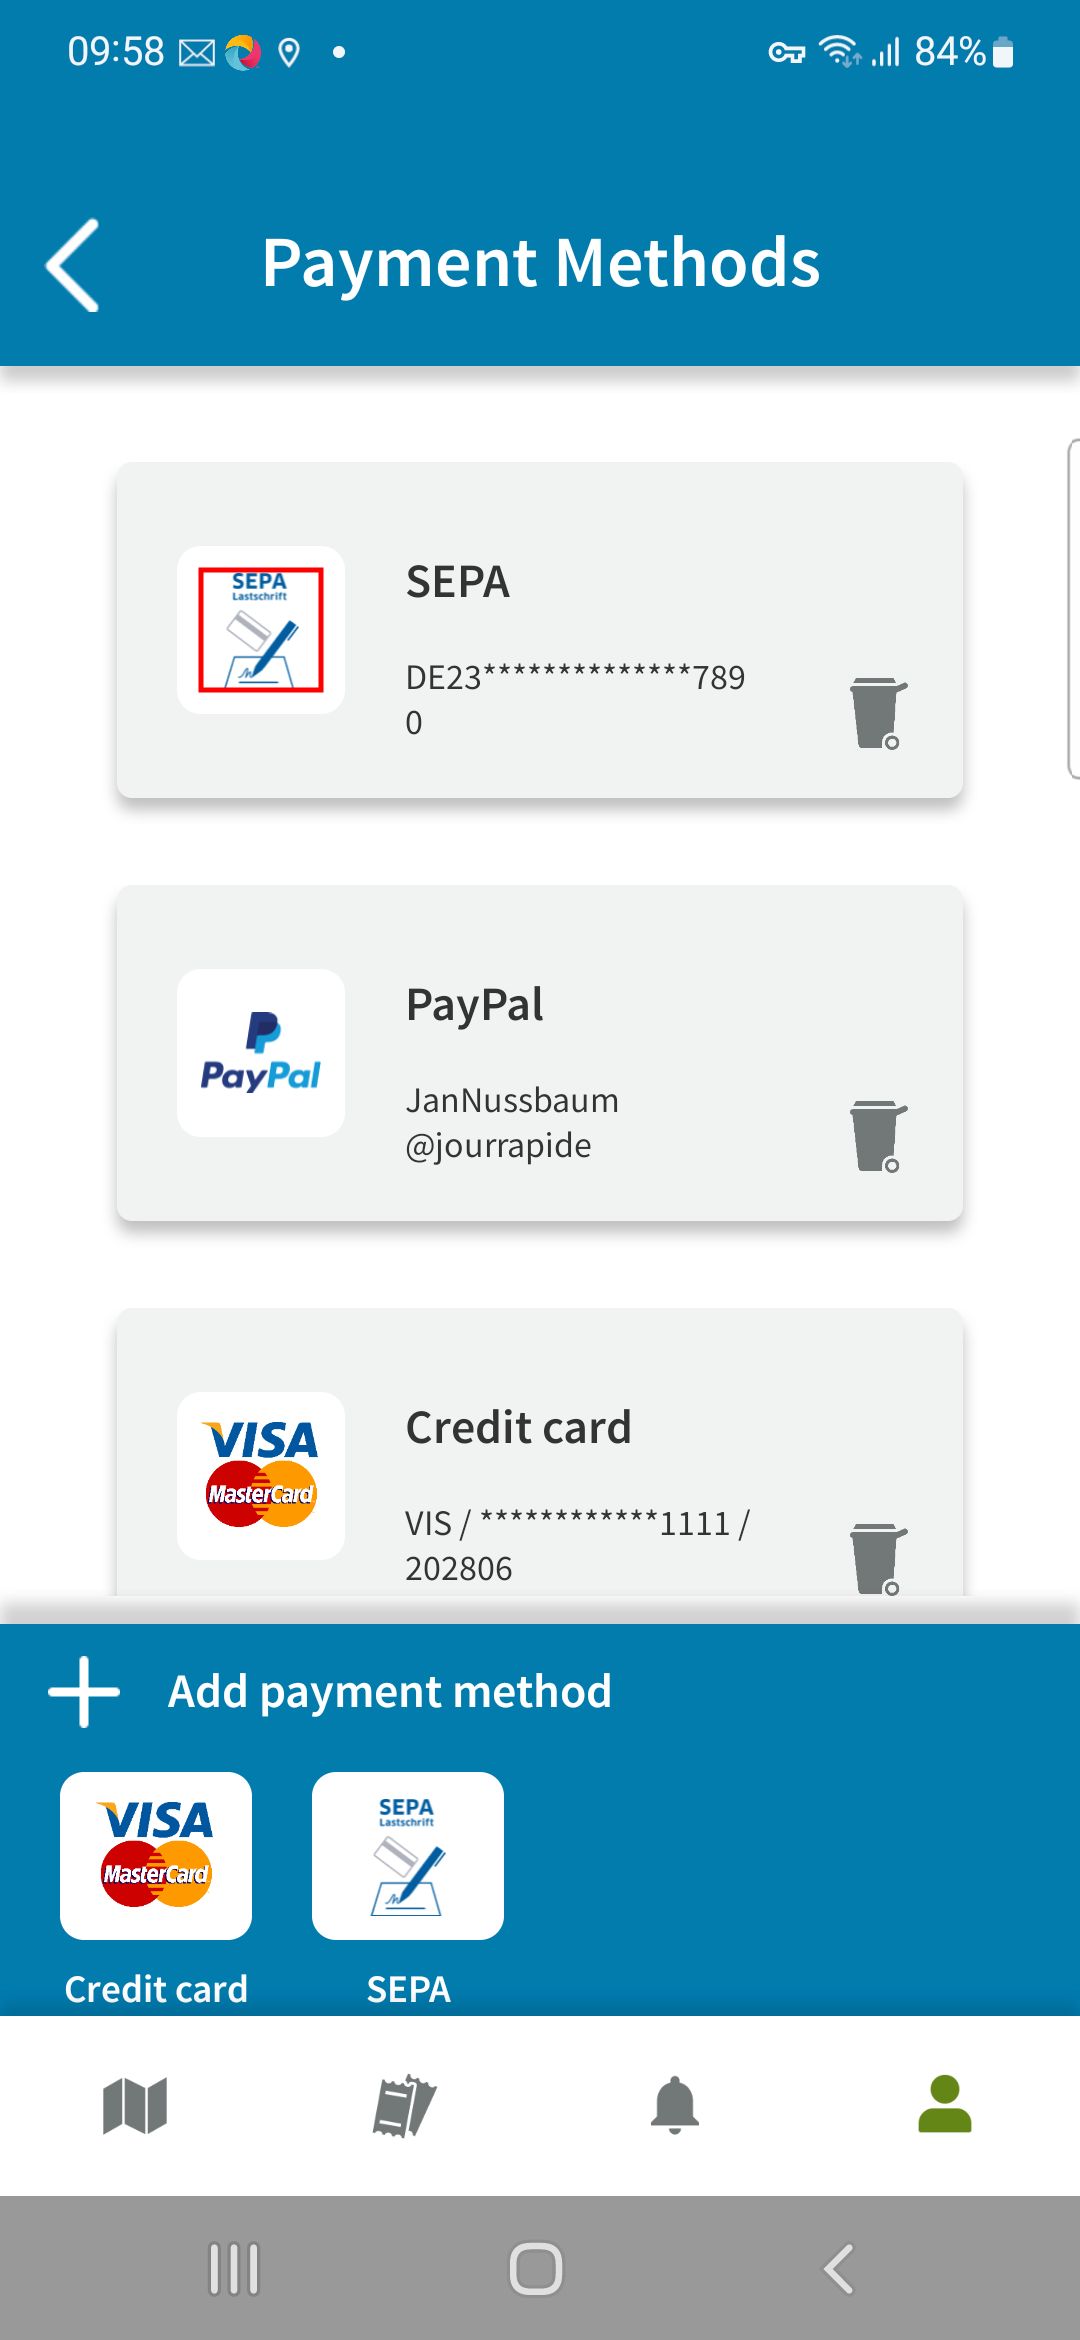 09:58
84%
Payment Methods
SEPA
Lastschrift
SEPA
DE23**************789
0
PayPal
PayPal
JanNussbaum
@jourrapide
VISA
MasterCard
Credit card
VIS / ************1111 /
202806
Add payment method
VISA
MasterCard
SEPA
Lastschrift
Credit card
SEPA